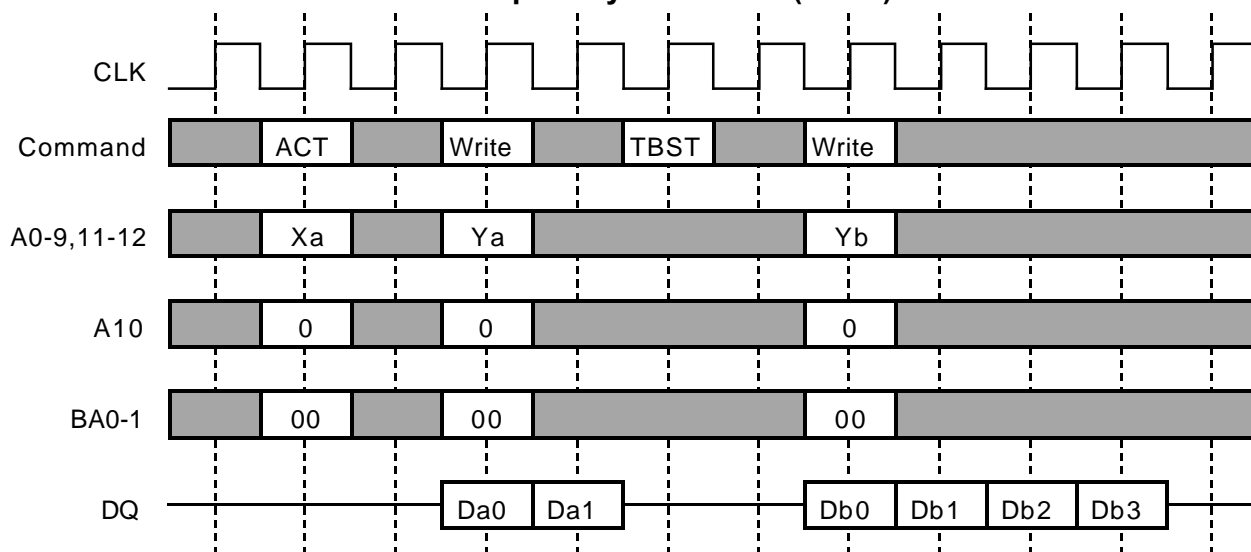 CLK
Command ACT Write TBST Write
A0-9,11-12 Xa Ya Yb
A10 0 0 0
BA0-1 00 00 00
DQ Da0 Da1 Db0 Db1 Db2 Db3